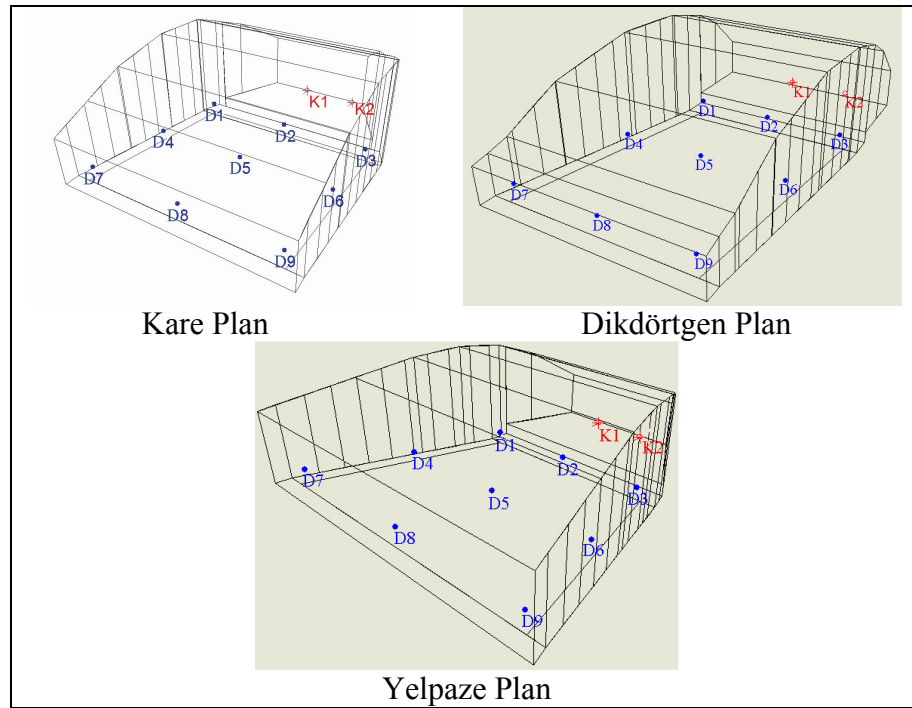 K1
K2
D1
D2
D3
D4
D5
D6
D7
D8
D9
Kare Plan
K1
K2
D1
D2
D3
D4
D5
D6
D7
D8
D9
Dikdörtgen Plan
K1
K2
D1
D2
D3
D4
D5
D6
D7
D8
D9
Yelpaze Plan